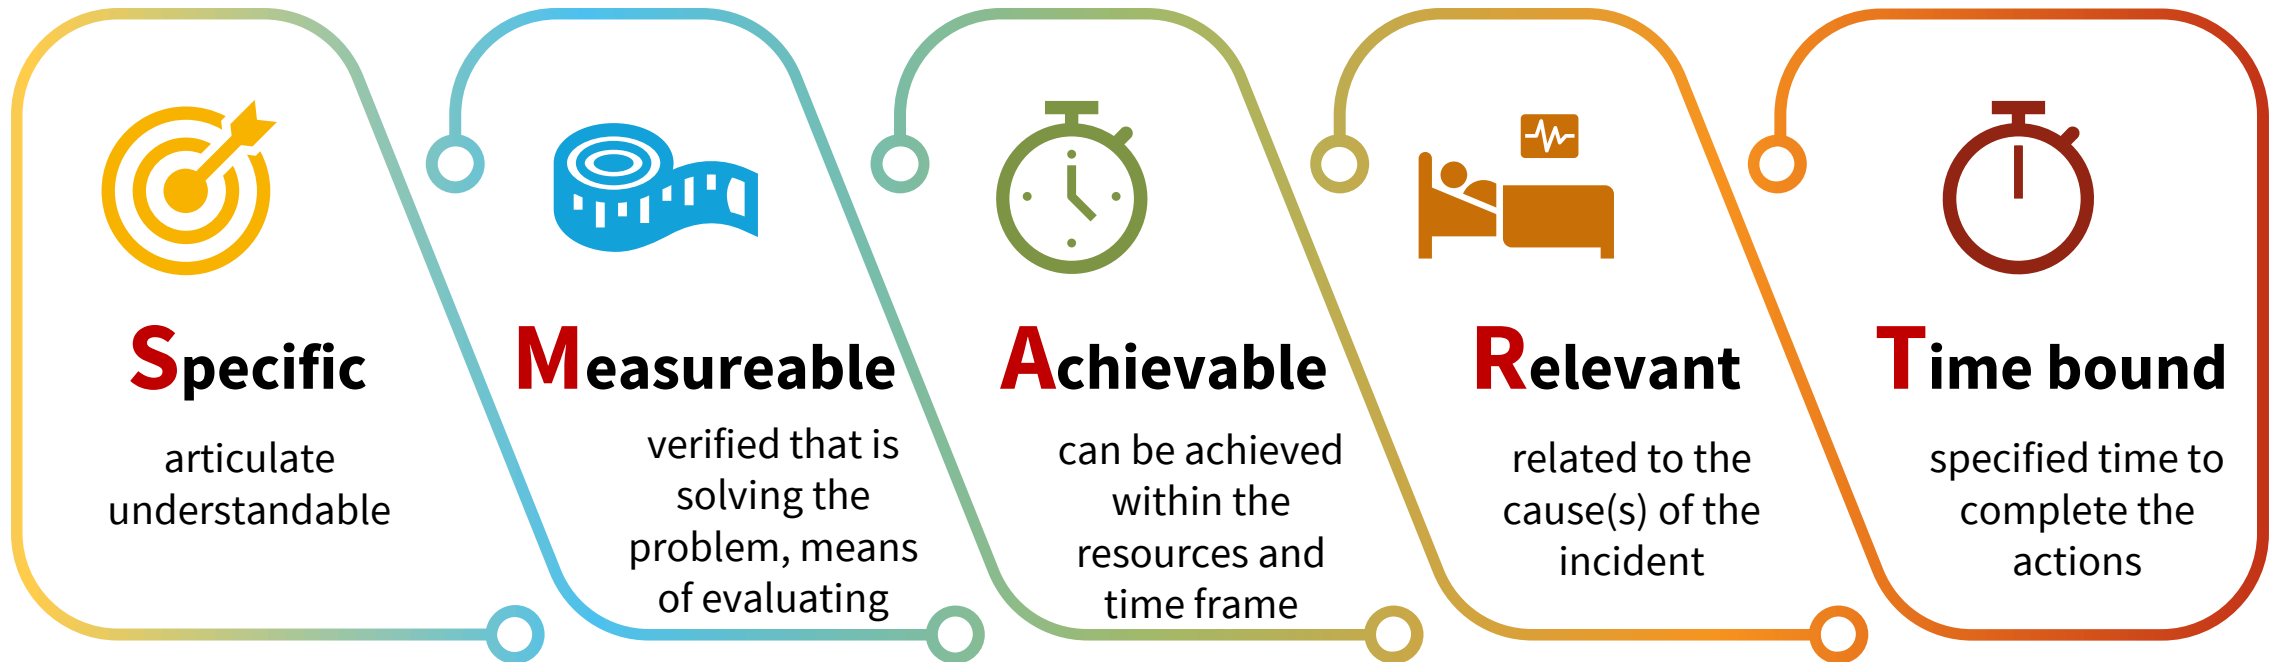 Specific
articulate
understandable
Measureable
verified that is
solving the
problem, means
of evaluating
Achievable
can be achieved
within the
resources and
time frame
Relevant
related to the
cause(s) of the
incident
Time bound
specified time to
complete the
actions